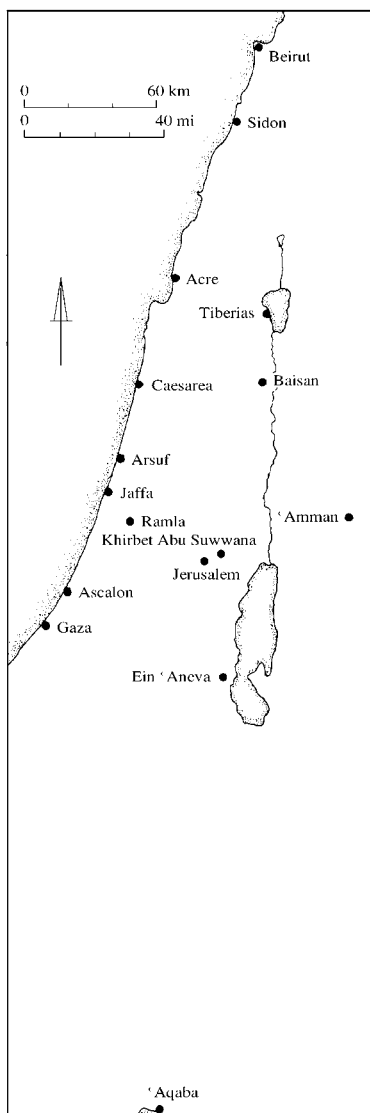 Beirut
0 60 km
0 40 mi
Sidon
Acre
Tiberias
Caesarea
Baisan
Arsuf
Jaffa
Ramla
ʿAmman
Khirbet Abu Suwwana
Jerusalem
Ascalon
Gaza
Ein ʿAneva
ʿAqaba